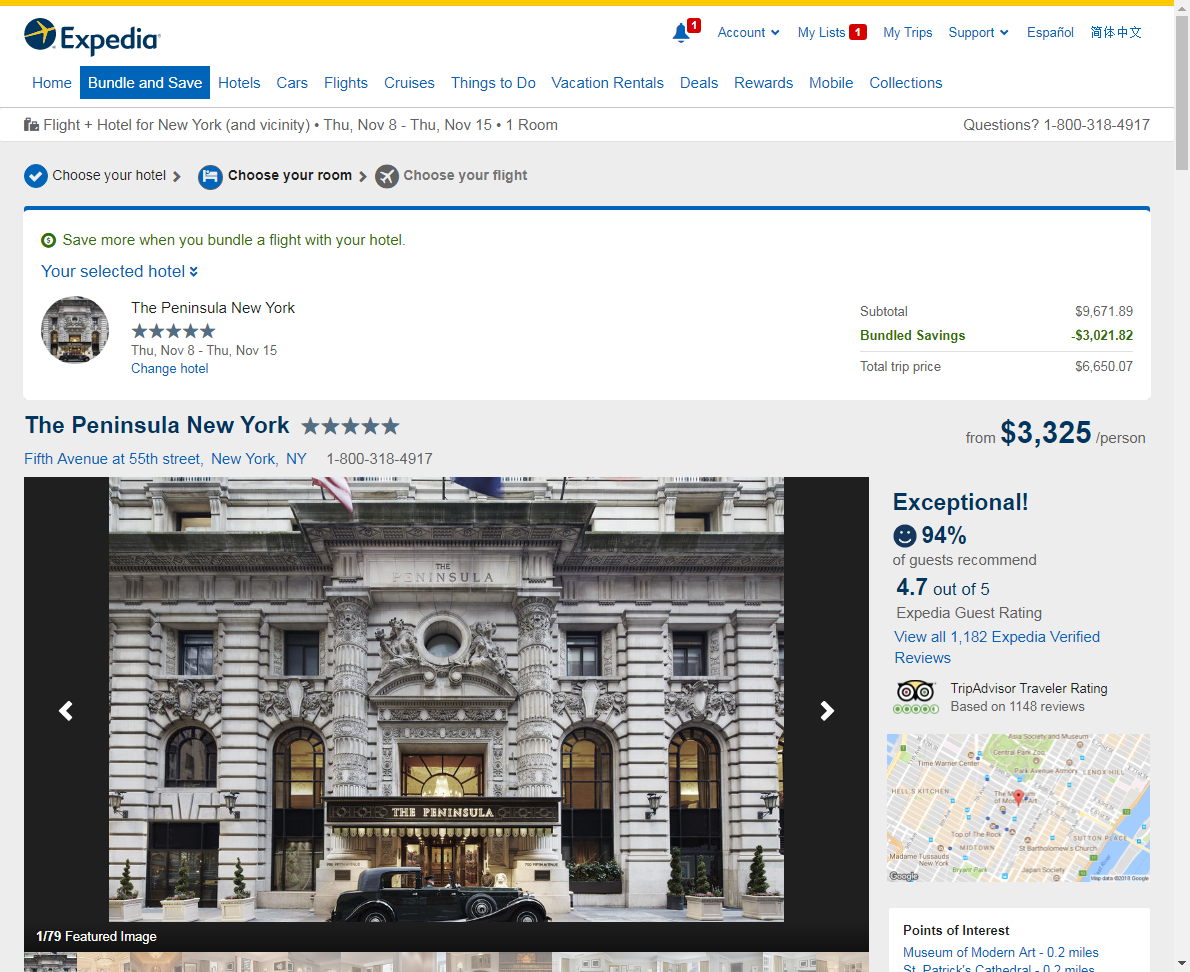 Expedia
1
Account
My Lists 1
My Trips
Support
Español
简体中文
Home
Bundle and Save
Hotels
Cars
Flights
Cruises
Things to Do
Vacation Rentals
Deals
Rewards
Mobile
Collections
Flight + Hotel for New York (and vicinity) • Thu, Nov 8 - Thu, Nov 15 • 1 Room
Questions? 1-800-318-4917
Choose your hotel
Choose your room
Choose your flight
Save more when you bundle a flight with your hotel.
Your selected hotel
The Peninsula New York
Thu, Nov 8 - Thu, Nov 15
Change hotel
Subtotal $9,671.89
Bundled Savings -$3,021.82
Total trip price $6,650.07
The Peninsula New York
from $3,325 /person
Fifth Avenue at 55th street, New York, NY 1-800-318-4917
THE
PENINSULA
THE PENINSULA
1/79 Featured Image
Exceptional!
94%
of guests recommend
4.7 out of 5
Expedia Guest Rating
View all 1,182 Expedia Verified
Reviews
TripAdvisor Traveler Rating
Based on 1148 reviews
Asia Society and Museum
Central Park Zoo
Time Warner Center
Park Avenue Armory
LENOX HILL
HELL'S KITCHEN
The Museum
of Modern Art
Top of The Rock
SUTTON PLACE
MIDTOWN
St Bartholomew's Church
Madame Tussauds
New York
Bryant Park
Japan Society
Google
Map data ©2018 Google
Points of Interest
Museum of Modern Art - 0.2 miles
St. Patrick's Cathedral - 0.2 miles